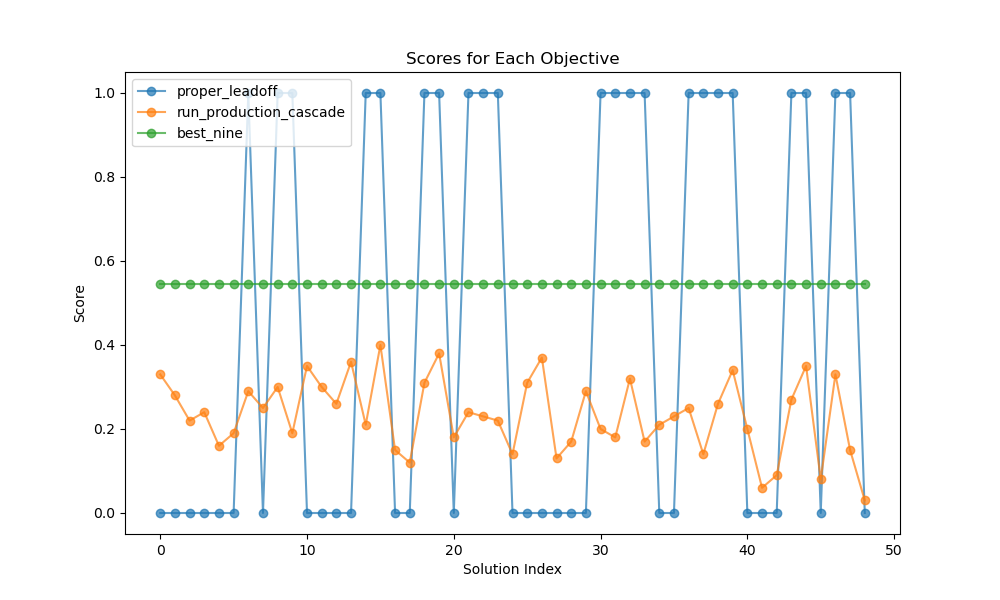 Scores for Each Objective
proper_leadoff
run_production_cascade
best_nine
1.0
0.8
0.6
0.4
0.2
0.0
Score
0 10 20 30 40 50
Solution Index